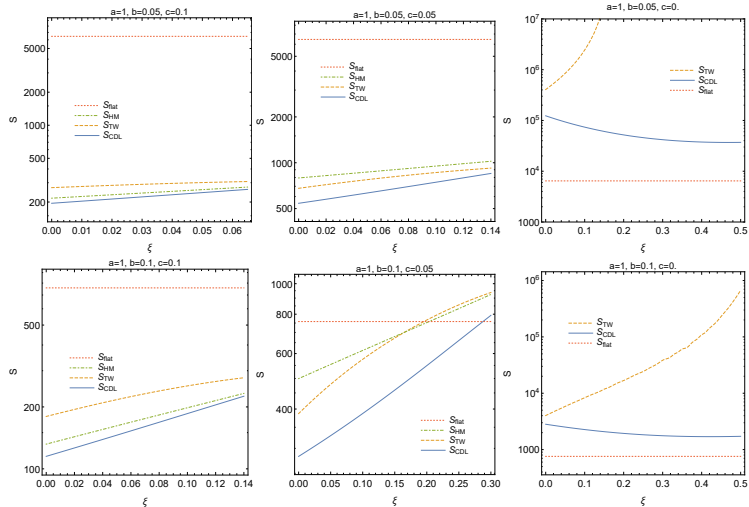 a=1, b=0.05, c=0.1
5000
1000
500
200
S
S_flat
S_HM
S_TW
S_CDL
0.00 0.01 0.02 0.03 0.04 0.05 0.06
ξ
a=1, b=0.05, c=0.05
5000
2000
1000
500
S
S_flat
S_HM
S_TW
S_CDL
0.00 0.02 0.04 0.06 0.08 0.10 0.12 0.14
ξ
a=1, b=0.05, c=0.
10^7
10^6
10^5
10^4
1000
S
S_TW
S_CDL
S_flat
0.0 0.1 0.2 0.3 0.4 0.5
ξ
a=1, b=0.1, c=0.1
500
200
100
S
S_flat
S_HM
S_TW
S_CDL
0.00 0.02 0.04 0.06 0.08 0.10 0.12 0.14
ξ
a=1, b=0.1, c=0.05
1000
800
600
400
S
S_flat
S_HM
S_TW
S_CDL
0.00 0.05 0.10 0.15 0.20 0.25 0.30
ξ
a=1, b=0.1, c=0.
10^6
10^5
10^4
1000
S
S_TW
S_CDL
S_flat
0.0 0.1 0.2 0.3 0.4 0.5
ξ